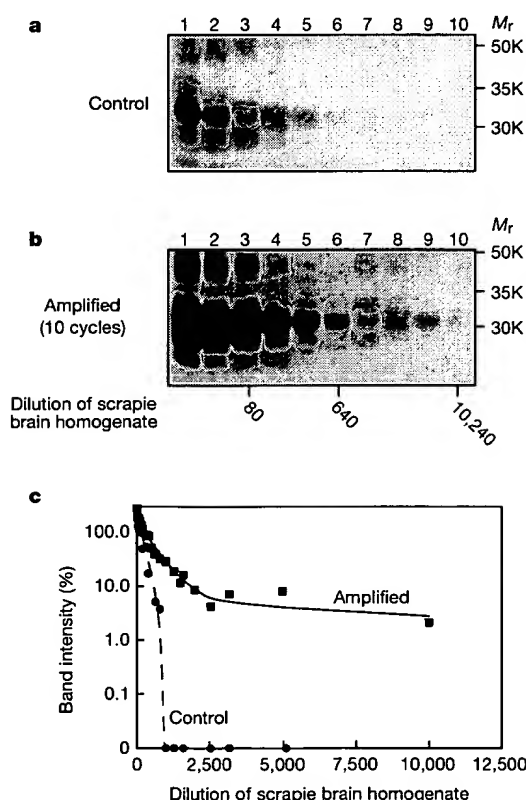 a
1 2 3 4 5 6 7 8 9 10 Mr
50K
35K
Control
30K
b
1 2 3 4 5 6 7 8 9 10 Mr
50K
35K
Amplified
(10 cycles)
30K
Dilution of scrapie
brain homogenate
80 640 10,240
c
100.0
10.0
Amplified
1.0
Control
0.1
0
0 2,500 5,000 7,500 10,000 12,500
Band intensity (%)
Dilution of scrapie brain homogenate